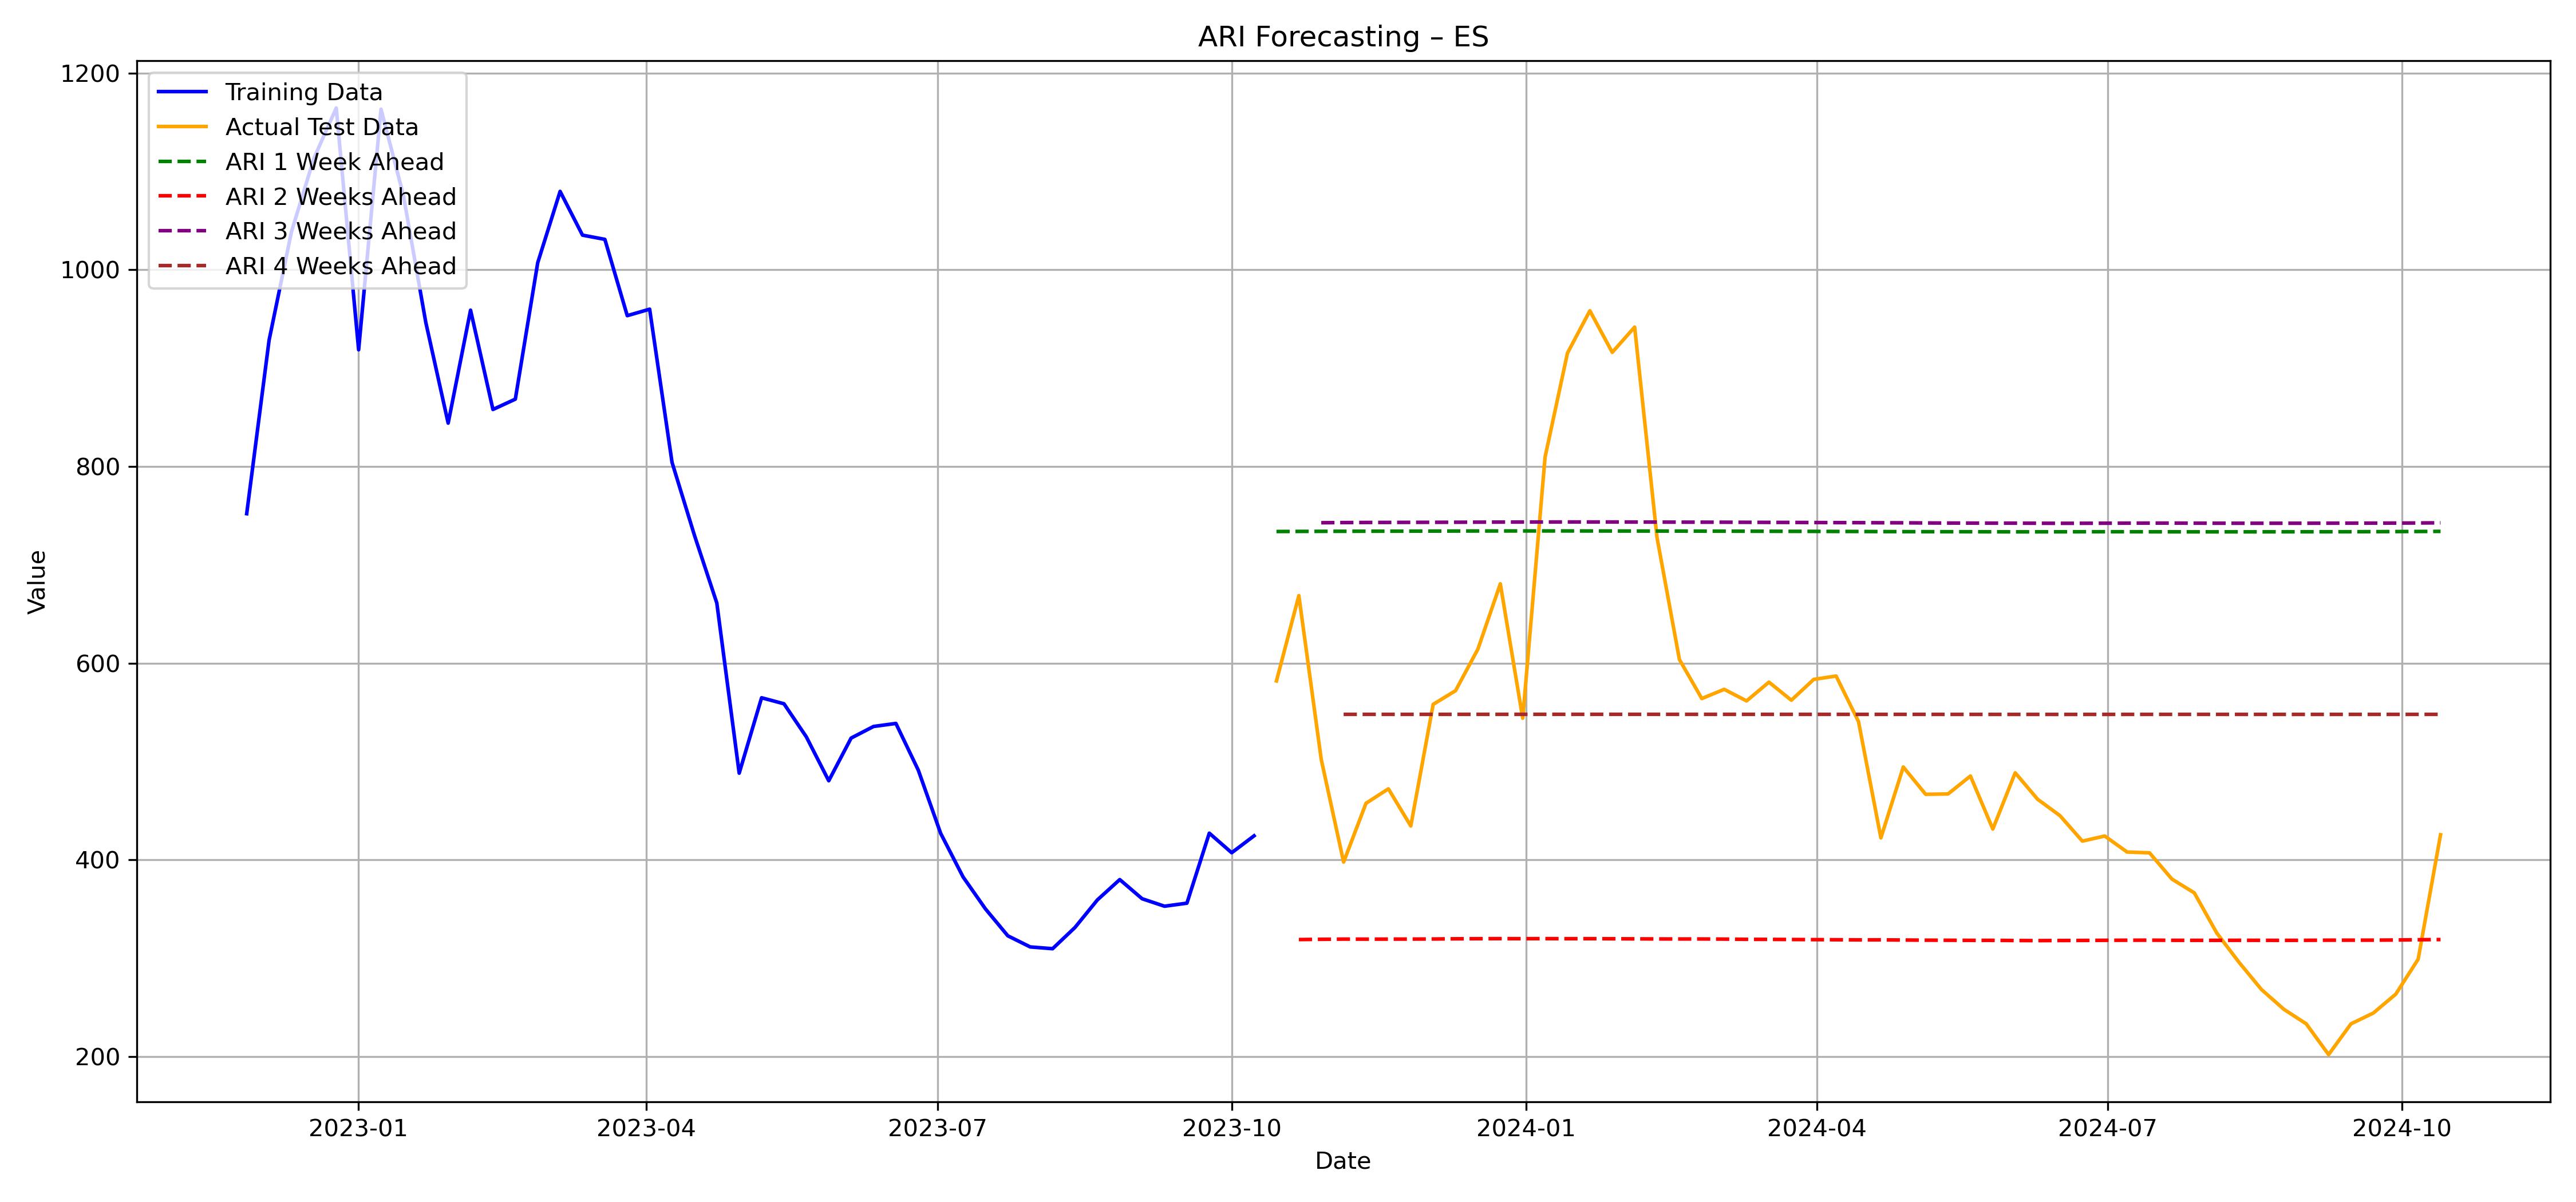 ARI Forecasting – ES
1200
1000
800
600
400
200
Value
Training Data
Actual Test Data
ARI 1 Week Ahead
ARI 2 Weeks Ahead
ARI 3 Weeks Ahead
ARI 4 Weeks Ahead
2023-01 2023-04 2023-07 2023-10 2024-01 2024-04 2024-07 2024-10
Date